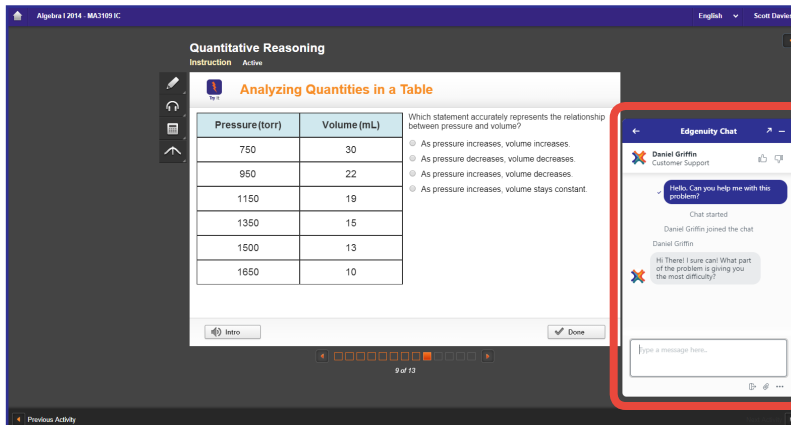 Algebra I 2014 - MA3109 IC
English
Scott Davies
Quantitative Reasoning
Instruction Active
Try It
Analyzing Quantities in a Table
Pressure (torr) Volume (mL)
750 30
950 22
1150 19
1350 15
1500 13
1650 10
Which statement accurately represents the relationship
between pressure and volume?
As pressure increases, volume increases.
As pressure decreases, volume decreases.
As pressure increases, volume decreases.
As pressure increases, volume stays constant.
Intro
Done
9 of 13
Previous Activity
Edgenuity Chat
Daniel Griffin
Customer Support
Hello. Can you help me with this
problem?
Chat started
Daniel Griffin joined the chat
Daniel Griffin
Hi There! I sure can! What part
of the problem is giving you
the most difficulty?
Type a message here..